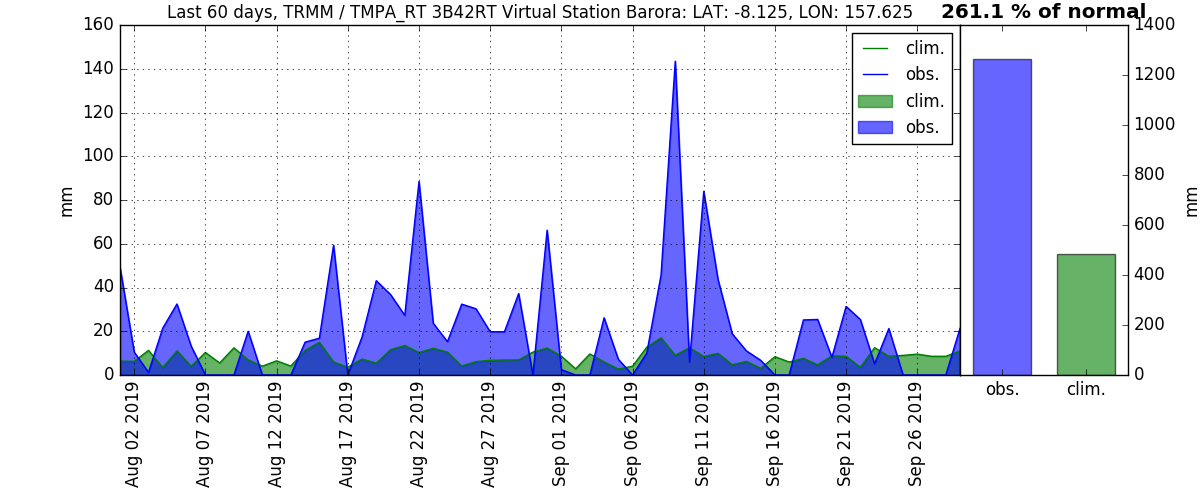 Last 60 days, TRMM / TMPA_RT 3B42RT Virtual Station Barora: LAT: -8.125, LON: 157.625
261.1 % of normal
160
140
120
100
80
60
40
20
0
mm
clim.
obs.
clim.
obs.
1400
1200
1000
800
600
400
200
0
mm
Aug 02 2019
Aug 07 2019
Aug 12 2019
Aug 17 2019
Aug 22 2019
Aug 27 2019
Sep 01 2019
Sep 06 2019
Sep 11 2019
Sep 16 2019
Sep 21 2019
Sep 26 2019
obs.
clim.